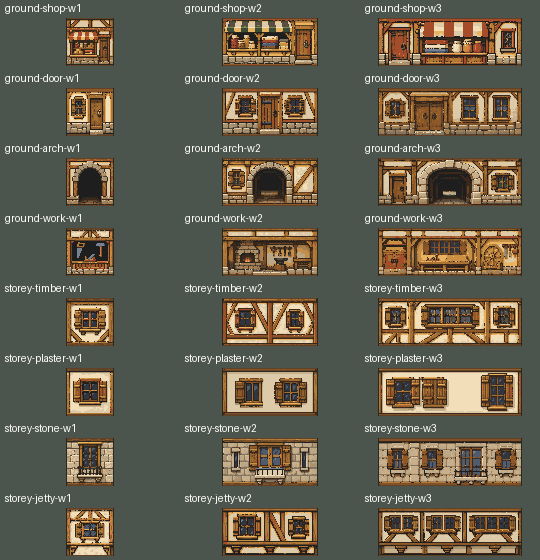 ground-shop-w1 ground-shop-w2 ground-shop-w3
ground-door-w1 ground-door-w2 ground-door-w3
ground-arch-w1 ground-arch-w2 ground-arch-w3
ground-work-w1 ground-work-w2 ground-work-w3
storey-timber-w1 storey-timber-w2 storey-timber-w3
storey-plaster-w1 storey-plaster-w2 storey-plaster-w3
storey-stone-w1 storey-stone-w2 storey-stone-w3
storey-jetty-w1 storey-jetty-w2 storey-jetty-w3